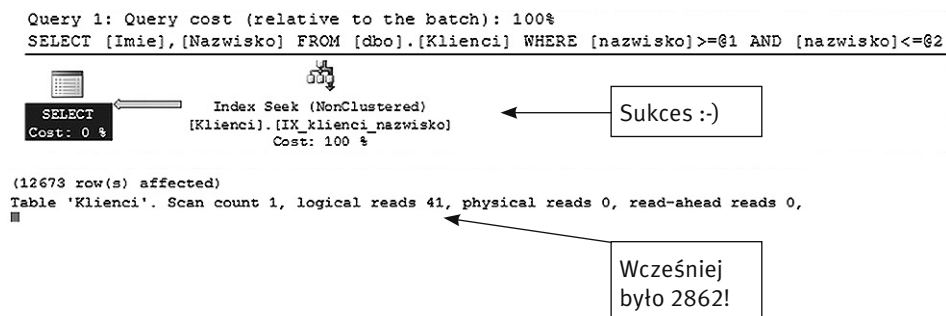 Query 1: Query cost (relative to the batch): 100%
SELECT [Imie],[Nazwisko] FROM [dbo].[Klienci] WHERE [nazwisko]>=@1 AND [nazwisko]<=@2
SELECT
Cost: 0 %
Index Seek (NonClustered)
[Klienci].[IX_klienci_nazwisko]
Cost: 100 %
Sukces :-)
(12673 row(s) affected)
Table 'Klienci'. Scan count 1, logical reads 41, physical reads 0, read-ahead reads 0,
Wcześniej
było 2862!